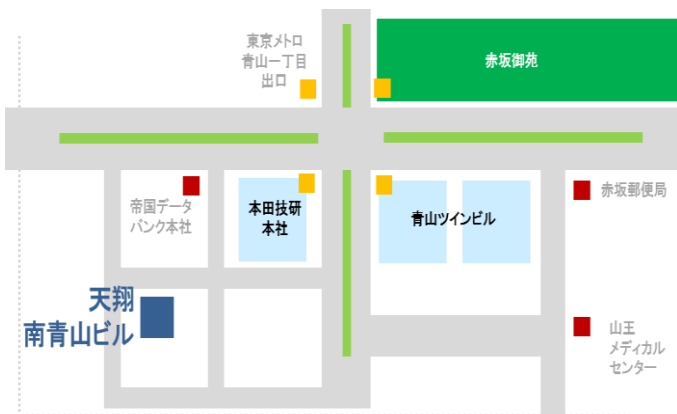 東京メトロ
青山一丁目
出口
赤坂御苑
帝国データ
バンク本社
本田技研
本社
青山ツインビル
赤坂郵便局
天翔
南青山ビル
山王
メディカル
センター